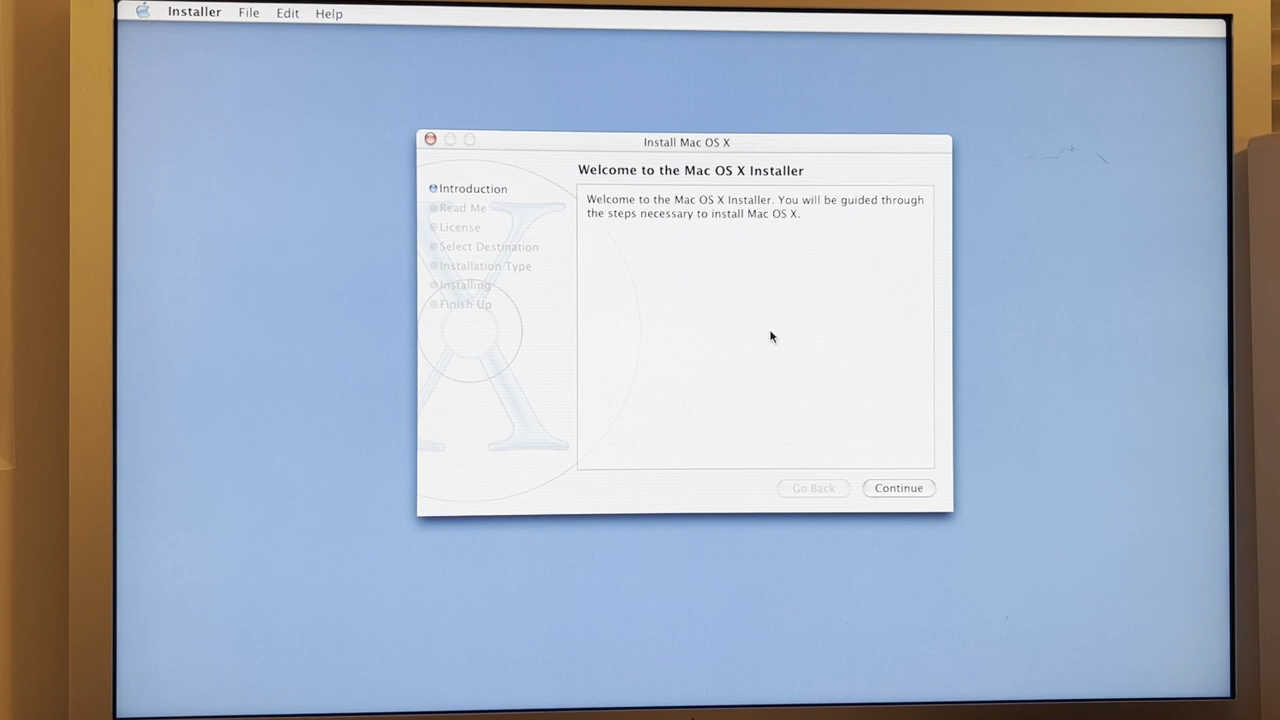 Installer File Edit Help
Install Mac OS X
Welcome to the Mac OS X Installer
Introduction
Read Me
License
Select Destination
Installation Type
Installing
Finish Up
Welcome to the Mac OS X Installer. You will be guided through
the steps necessary to install Mac OS X.
Go Back Continue